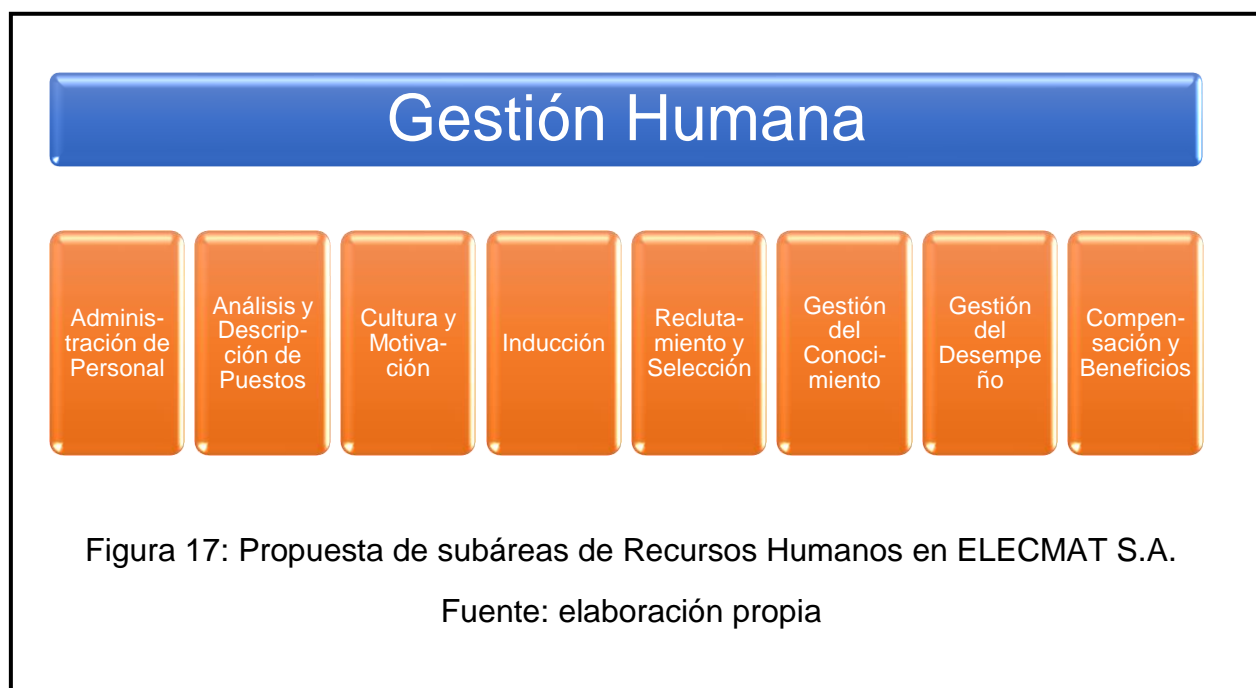 Gestión Humana
Adminis-
tración de
Personal
Análisis y
Descrip-
ción de
Puestos
Cultura y
Motiva-
ción
Inducción
Recluta-
miento y
Selección
Gestión
del
Conoci-
miento
Gestión
del
Desempe
ño
Compen-
sación y
Beneficios
Figura 17: Propuesta de subáreas de Recursos Humanos en ELECMAT S.A.
Fuente: elaboración propia